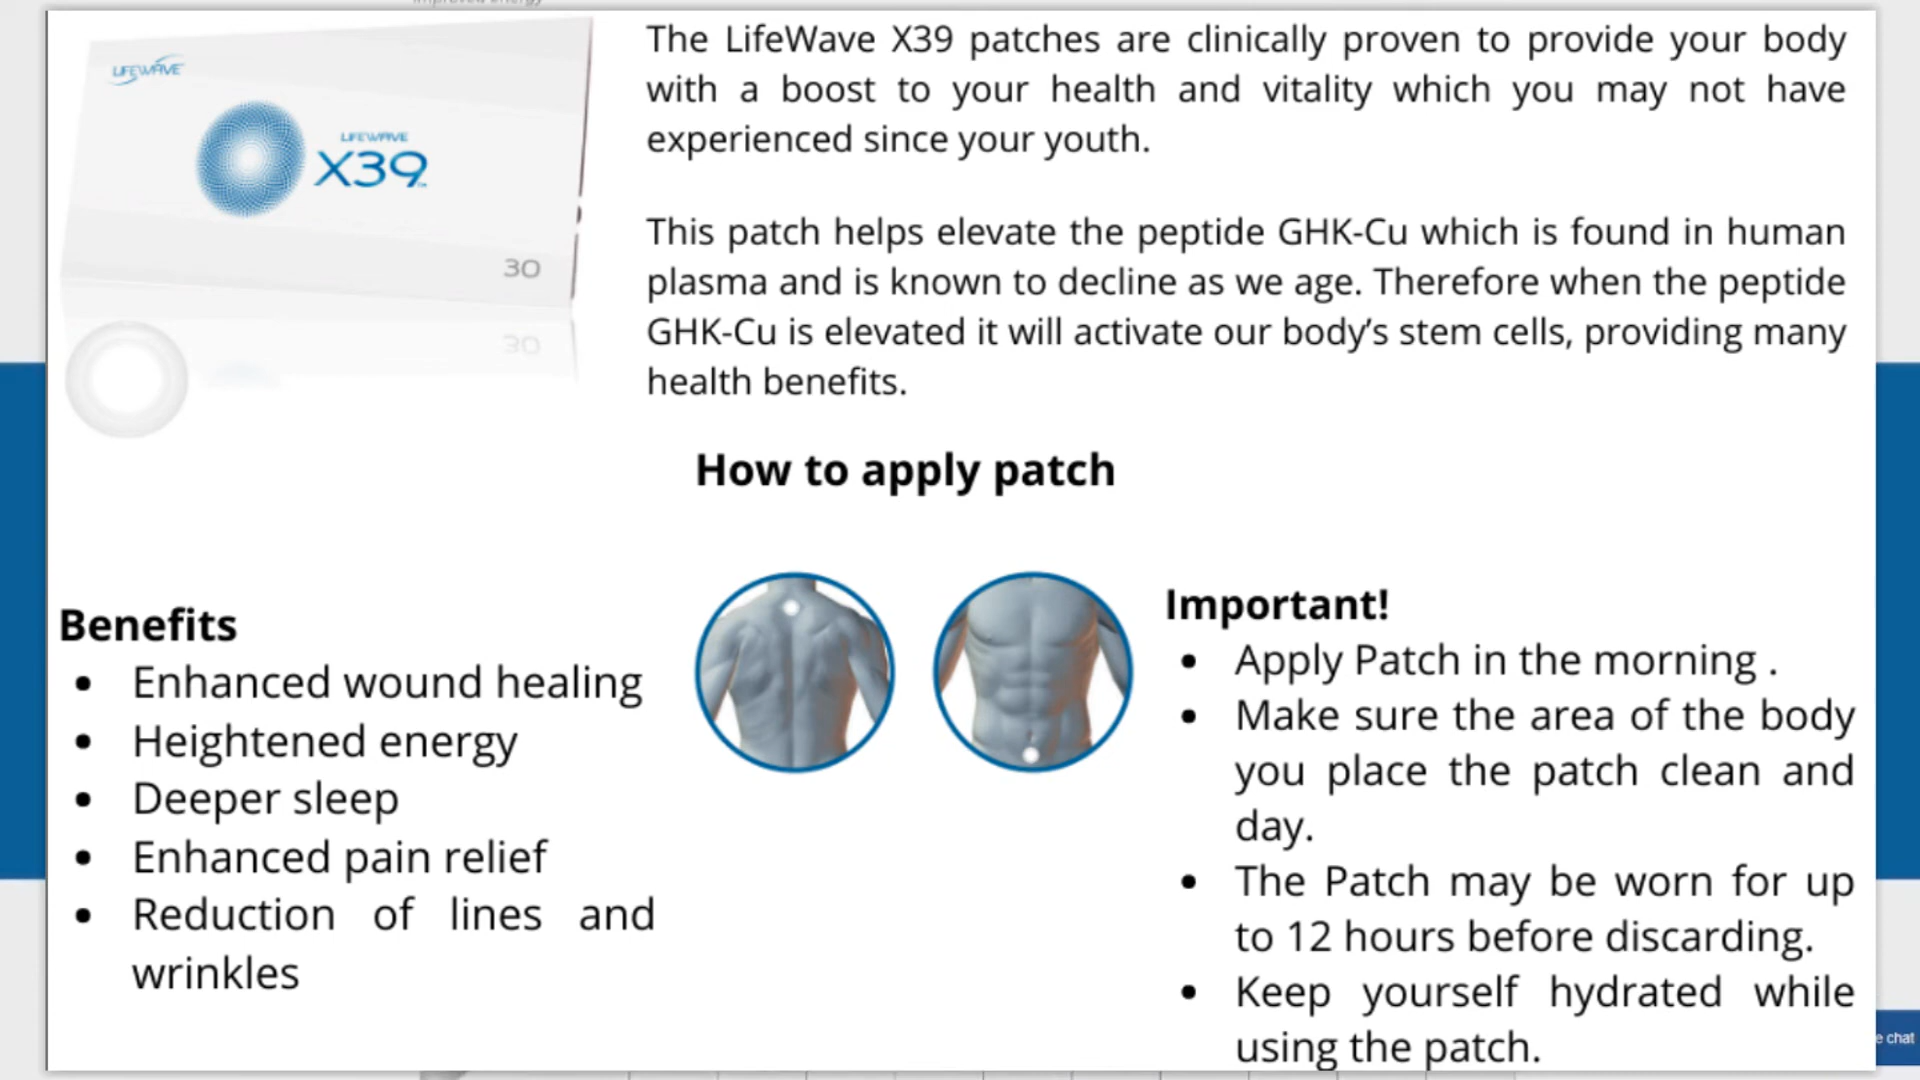 LIFEWAVE
LIFEWAVE
X39
30
30
The LifeWave X39 patches are clinically proven to provide your body
with a boost to your health and vitality which you may not have
experienced since your youth.
This patch helps elevate the peptide GHK-Cu which is found in human
plasma and is known to decline as we age. Therefore when the peptide
GHK-Cu is elevated it will activate our body’s stem cells, providing many
health benefits.
How to apply patch
Benefits
• Enhanced wound healing
• Heightened energy
• Deeper sleep
• Enhanced pain relief
• Reduction of lines and
wrinkles
Important!
• Apply Patch in the morning .
• Make sure the area of the body
you place the patch clean and
day.
• The Patch may be worn for up
to 12 hours before discarding.
• Keep yourself hydrated while
using the patch.
chat